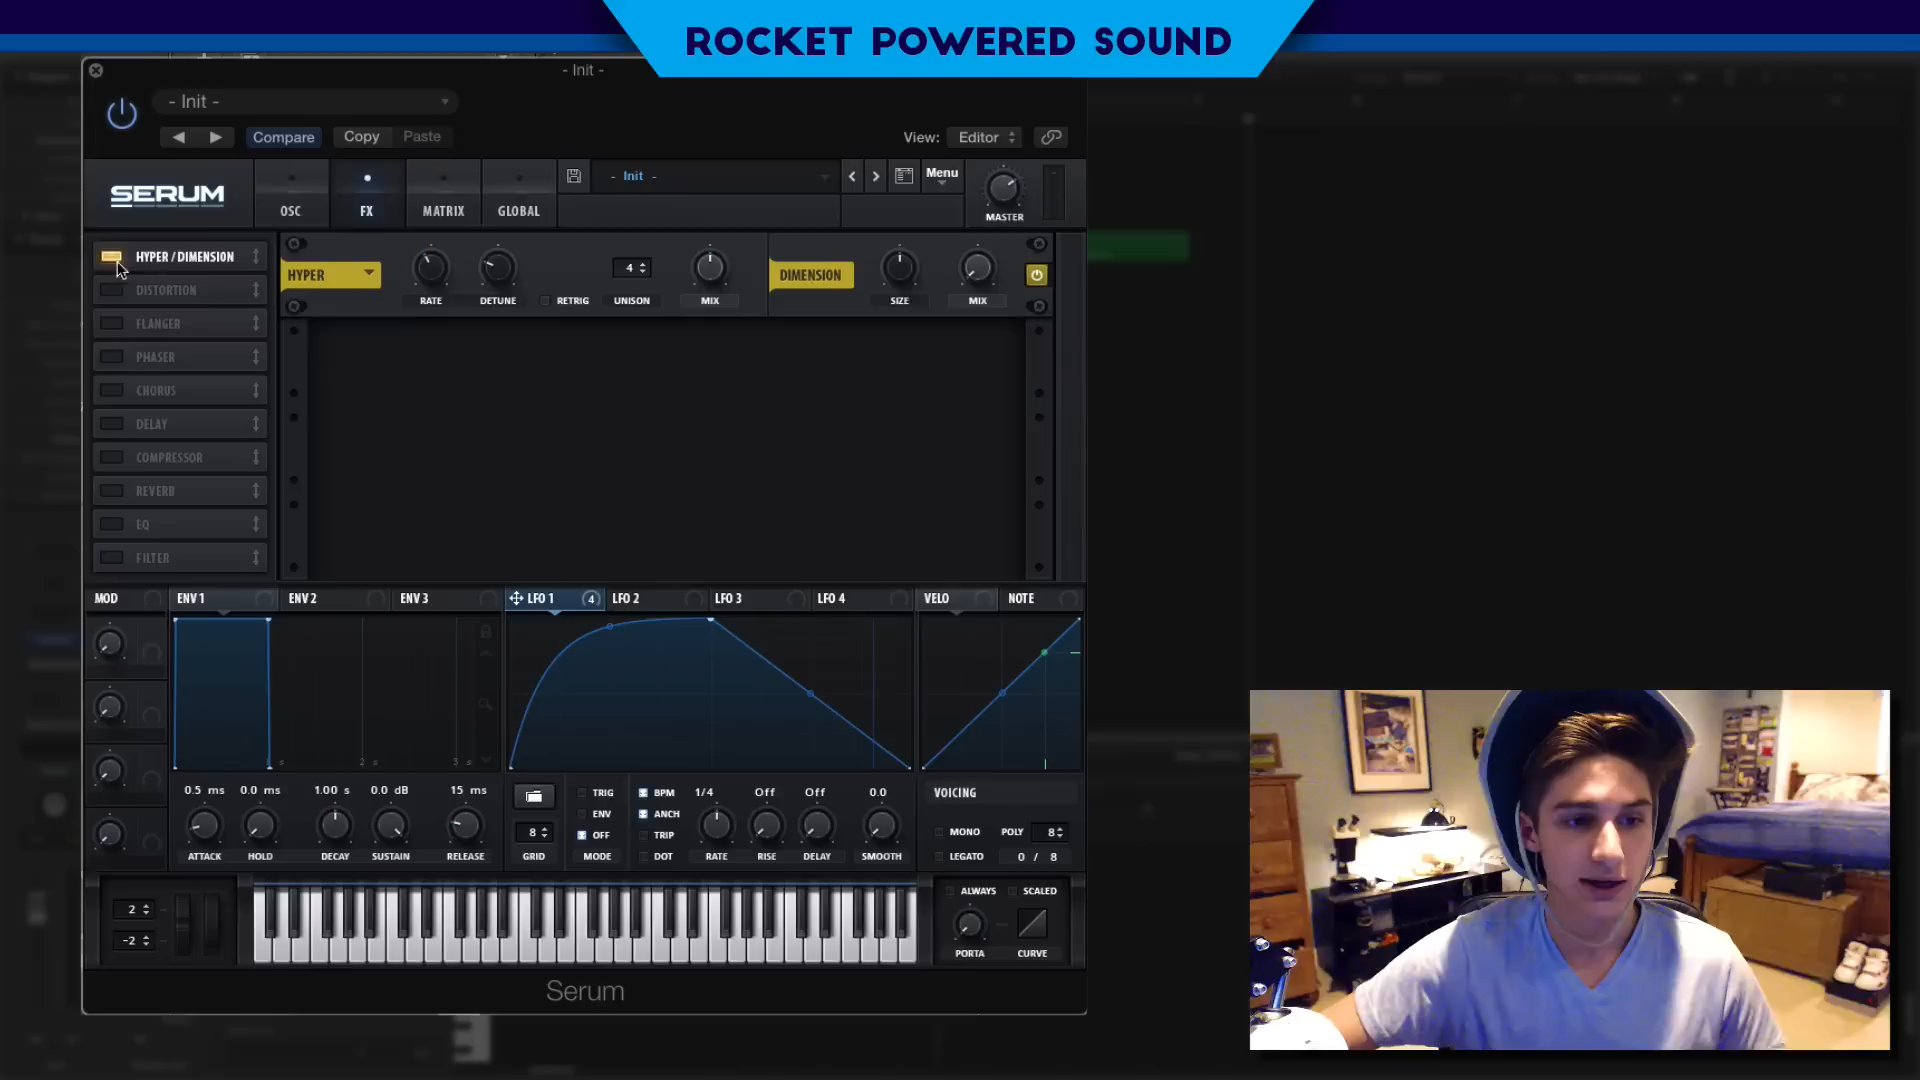 ROCKET POWERED SOUND
- Init -
- Init -
Compare Copy Paste
View: Editor
SERUM
OSC FX MATRIX GLOBAL
- Init -
Menu
MASTER
HYPER / DIMENSION
DISTORTION
FLANGER
PHASER
CHORUS
DELAY
COMPRESSOR
REVERB
EQ
FILTER
HYPER
RATE DETUNE RETRIG
4
UNISON MIX
DIMENSION
SIZE MIX
MOD ENV 1 ENV 2 ENV 3 LFO 1 4 LFO 2 LFO 3 LFO 4 VELO NOTE
s 2 s 3 s
0.5 ms 0.0 ms 1.00 s 0.0 dB 15 ms
ATTACK HOLD DECAY SUSTAIN RELEASE
8
GRID
TRIG
ENV
OFF
MODE
BPM
ANCH
TRIP
DOT
1/4 Off Off 0.0
RATE RISE DELAY SMOOTH
VOICING
MONO POLY 8
LEGATO 0 / 8
2
-2
ALWAYS SCALED
PORTA CURVE
Serum